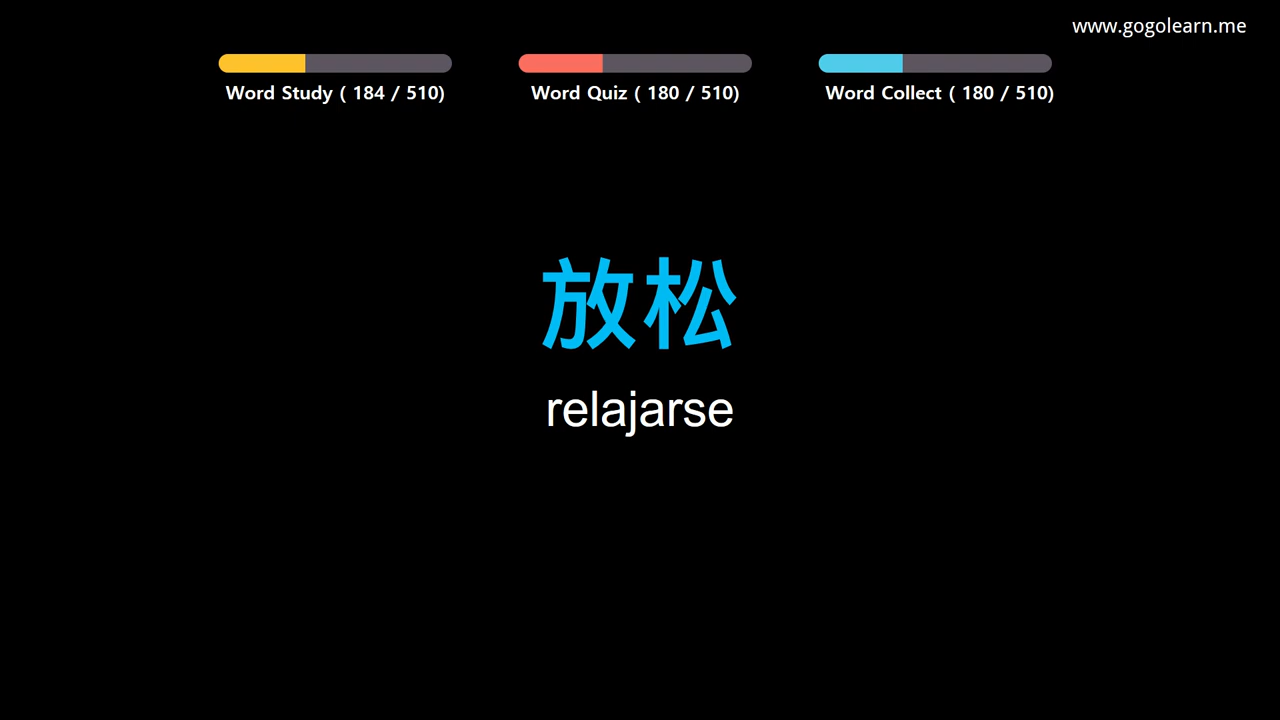 www.gogolearn.me
Word Study ( 184 / 510)
Word Quiz ( 180 / 510)
Word Collect ( 180 / 510)
放松
relajarse